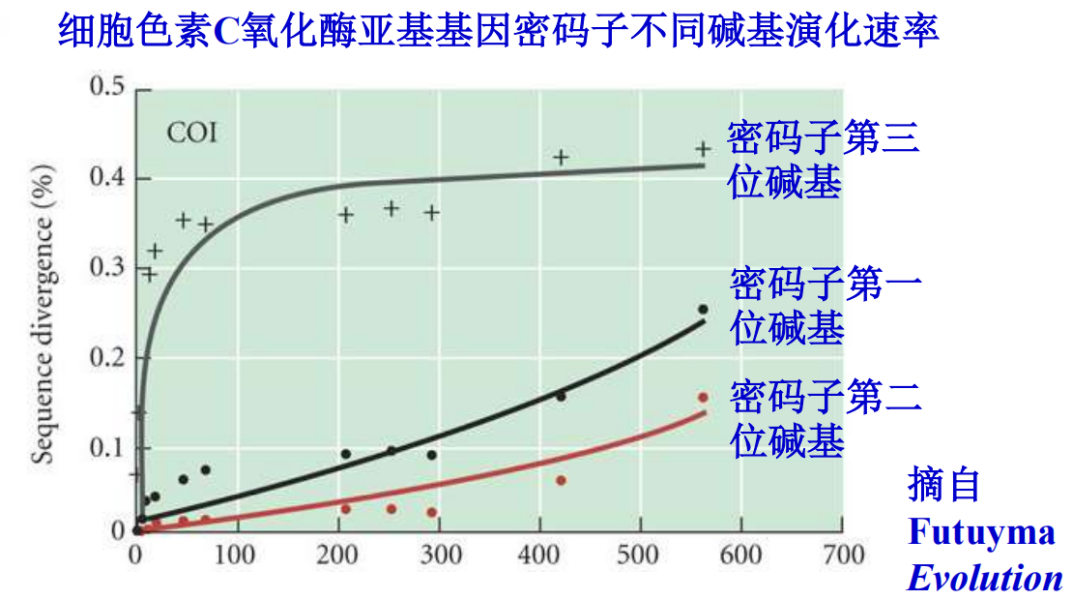 细胞色素C氧化酶亚基基因密码子不同碱基演化速率
0.5
COI
密码子第三
位碱基
0.4
0.3
密码子第一
位碱基
0.2
密码子第二
位碱基
0.1
0
Sequence divergence (%)
0 100 200 300 400 500 600 700
摘自
Futuyma
Evolution